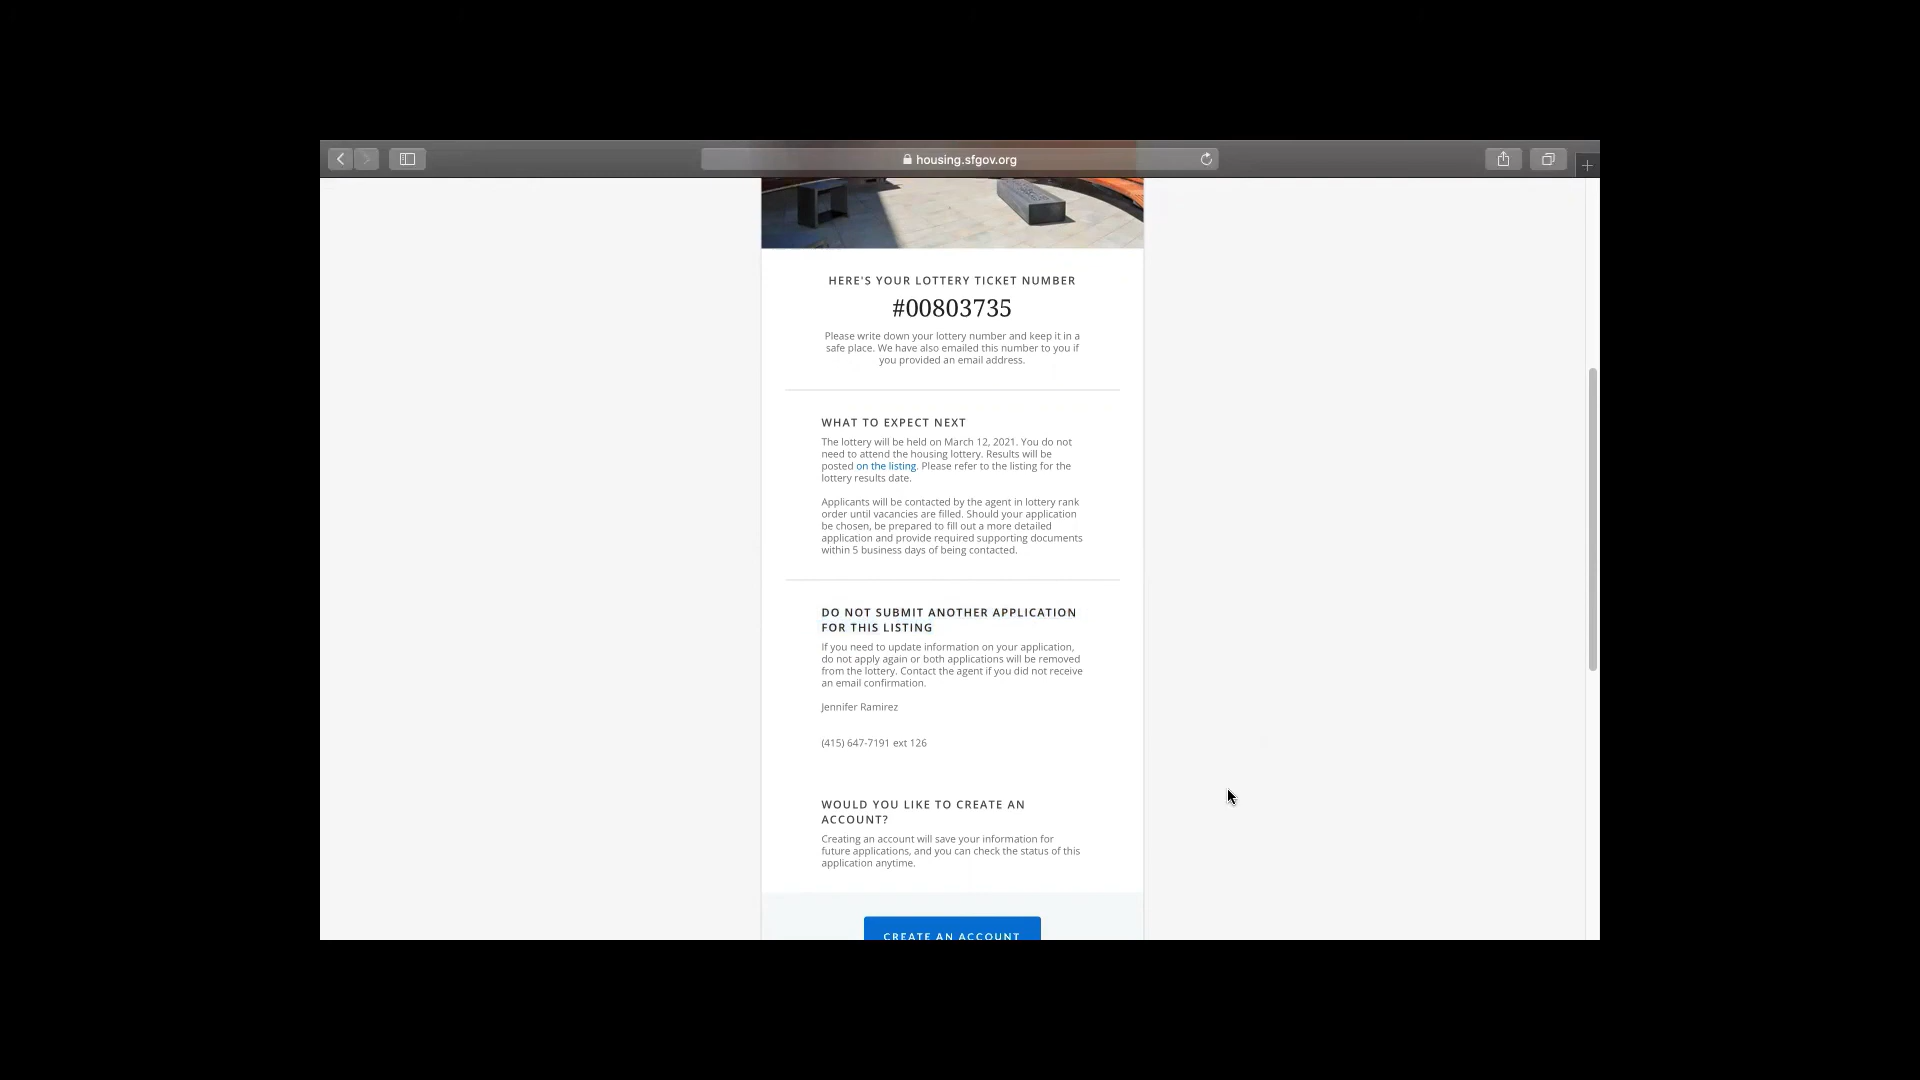 housing.sfgov.org
HERE'S YOUR LOTTERY TICKET NUMBER
#00803735
Please write down your lottery number and keep it in a
safe place. We have also emailed this number to you if
you provided an email address.
WHAT TO EXPECT NEXT
The lottery will be held on March 12, 2021. You do not
need to attend the housing lottery. Results will be
posted on the listing. Please refer to the listing for the
lottery results date.
Applicants will be contacted by the agent in lottery rank
order until vacancies are filled. Should your application
be chosen, be prepared to fill out a more detailed
application and provide required supporting documents
within 5 business days of being contacted.
DO NOT SUBMIT ANOTHER APPLICATION
FOR THIS LISTING
If you need to update information on your application,
do not apply again or both applications will be removed
from the lottery. Contact the agent if you did not receive
an email confirmation.
Jennifer Ramirez
(415) 647-7191 ext 126
WOULD YOU LIKE TO CREATE AN
ACCOUNT?
Creating an account will save your information for
future applications, and you can check the status of this
application anytime.
CREATE AN ACCOUNT